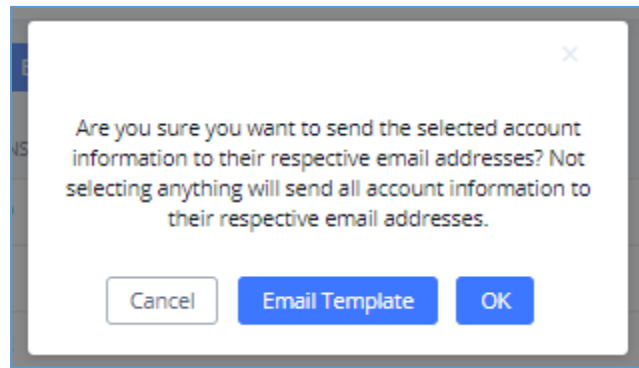 Are you sure you want to send the selected account
information to their respective email addresses? Not
selecting anything will send all account information to
their respective email addresses.
Cancel
Email Template
OK